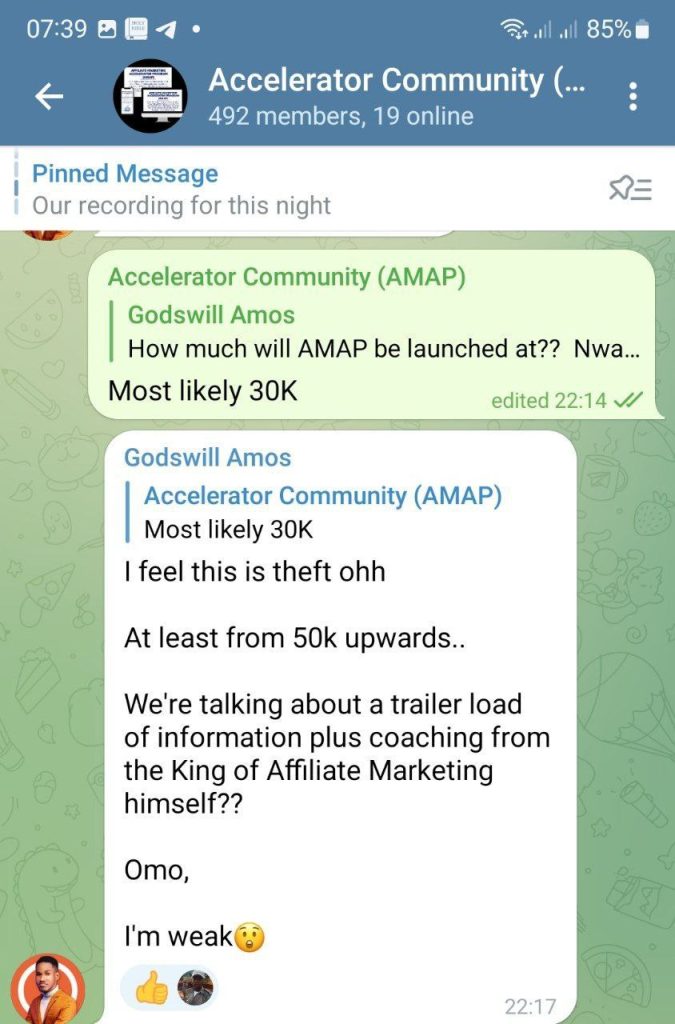 07:39
85%
Accelerator Community (...
492 members, 19 online
Pinned Message
Our recording for this night
Accelerator Community (AMAP)
Godswill Amos
How much will AMAP be launched at??  Nwa...
Most likely 30K
edited 22:14
Godswill Amos
Accelerator Community (AMAP)
Most likely 30K
I feel this is theft ohh
At least from 50k upwards..
We're talking about a trailer load
of information plus coaching from
the King of Affiliate Marketing
himself??
Omo,
I'm weak😲
22:17